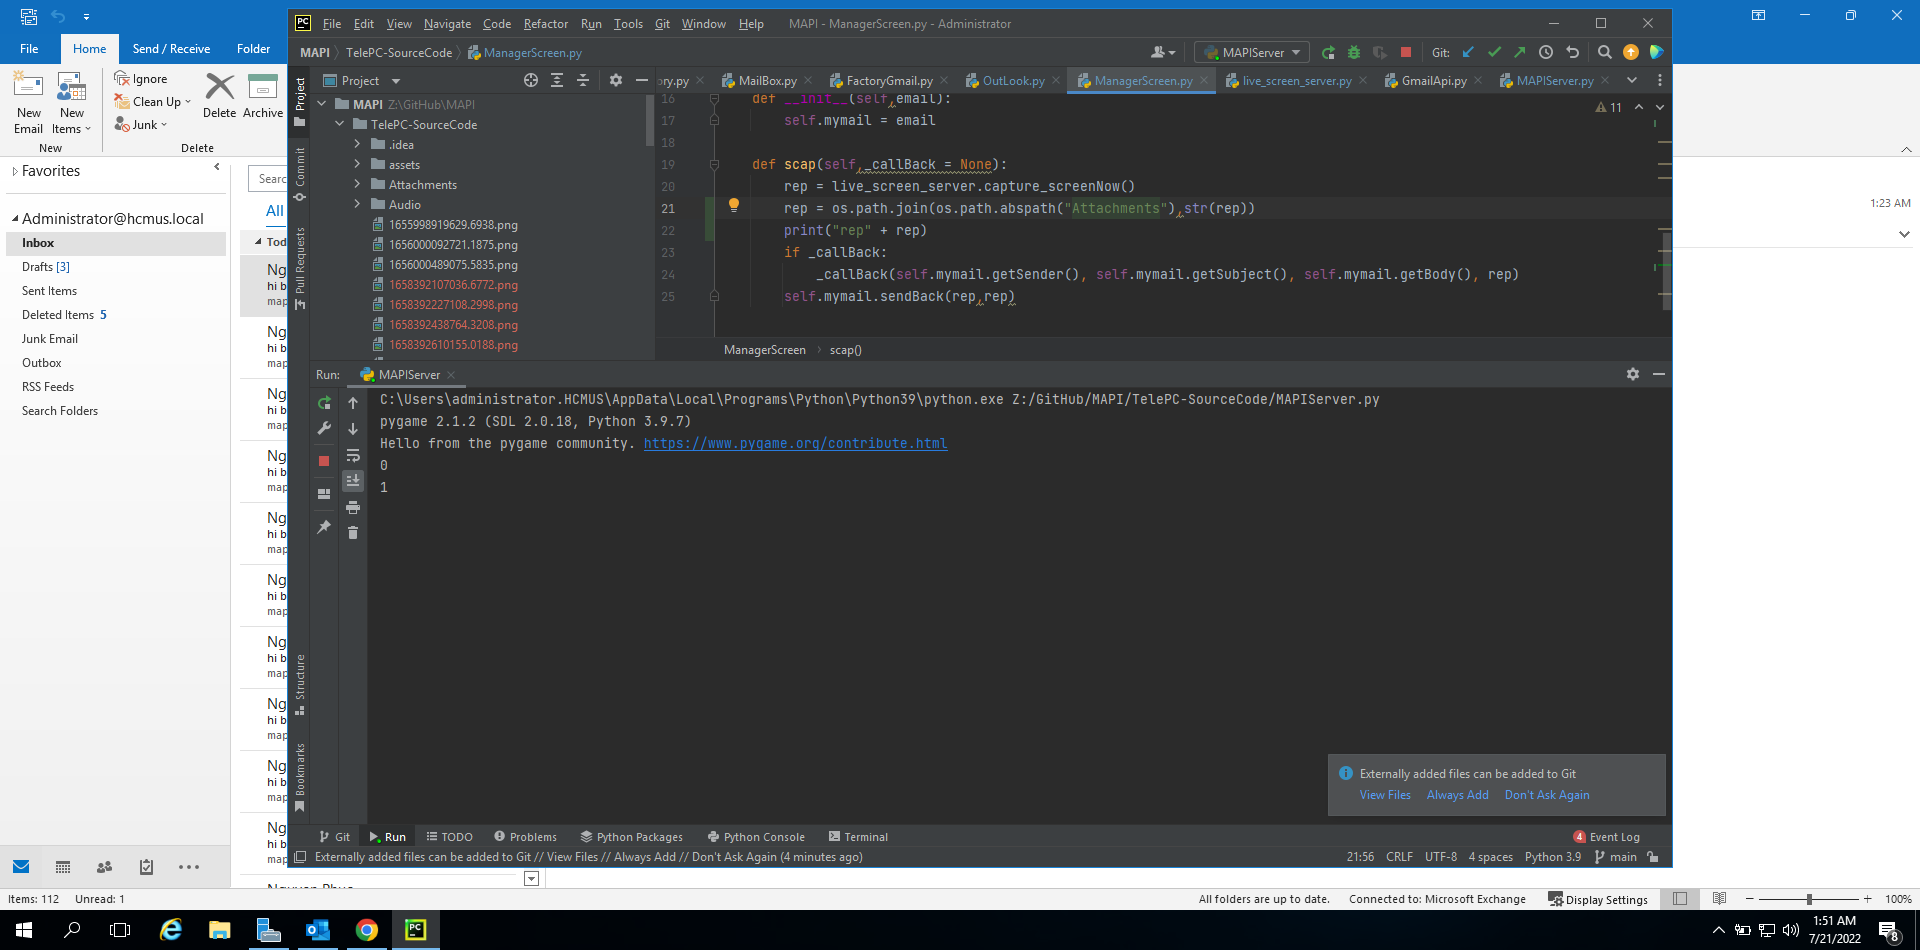 File Edit View Navigate Code Refactor Run Tools Git Window Help MAPI - ManagerScreen.py - Administrator
File Home Send / Receive Folder
MAPI TelePC-SourceCode ManagerScreen.py MAPIServer Git:
New Email
New Items
Ignore
Clean Up
Junk
Delete
Archive
New
Delete
Project
ory.py MailBox.py FactoryGmail.py OutLook.py ManagerScreen.py live_screen_server.py GmailApi.py MAPIServer.py
Favorites
Administrator@hcmus.local
Inbox
Drafts [3]
Sent Items
Deleted Items 5
Junk Email
Outbox
RSS Feeds
Search Folders
Searc
All
Tod
Ng
hi b
map
Ng
hi b
map
Ng
hi b
map
Ng
hi b
map
Ng
hi b
map
Ng
hi b
map
Ng
hi b
map
Ng
hi b
map
Ng
hi b
map
Ng
hi b
map
Project
Commit
Pull Requests
Structure
Bookmarks
MAPI Z:\GitHub\MAPI
TelePC-SourceCode
.idea
assets
Attachments
Audio
1655998919629.6938.png
1656000092721.1875.png
1656000489075.5835.png
1658392107036.6772.png
1658392227108.2998.png
1658392438764.3208.png
1658392610155.0188.png
16 def __init__(self,email):
17 self.mymail = email
18
19 def scap(self,_callBack = None):
20 rep = live_screen_server.capture_screenNow()
21 rep = os.path.join(os.path.abspath("Attachments"),str(rep))
22 print("rep" + rep)
23 if _callBack:
24 _callBack(self.mymail.getSender(), self.mymail.getSubject(), self.mymail.getBody(), rep)
25 self.mymail.sendBack(rep,rep)
11
ManagerScreen scap()
1:23 AM
Run: MAPIServer
C:\Users\administrator.HCMUS\AppData\Local\Programs\Python\Python39\python.exe Z:/GitHub/MAPI/TelePC-SourceCode/MAPIServer.py
pygame 2.1.2 (SDL 2.0.18, Python 3.9.7)
Hello from the pygame community. https://www.pygame.org/contribute.html
0
1
Externally added files can be added to Git
View Files Always Add Don't Ask Again
Git Run TODO Problems Python Packages Python Console Terminal 4 Event Log
Externally added files can be added to Git // View Files // Always Add // Don't Ask Again (4 minutes ago) 21:56 CRLF UTF-8 4 spaces Python 3.9 main
Items: 112 Unread: 1 All folders are up to date. Connected to: Microsoft Exchange Display Settings 100%
1:51 AM
7/21/2022
8